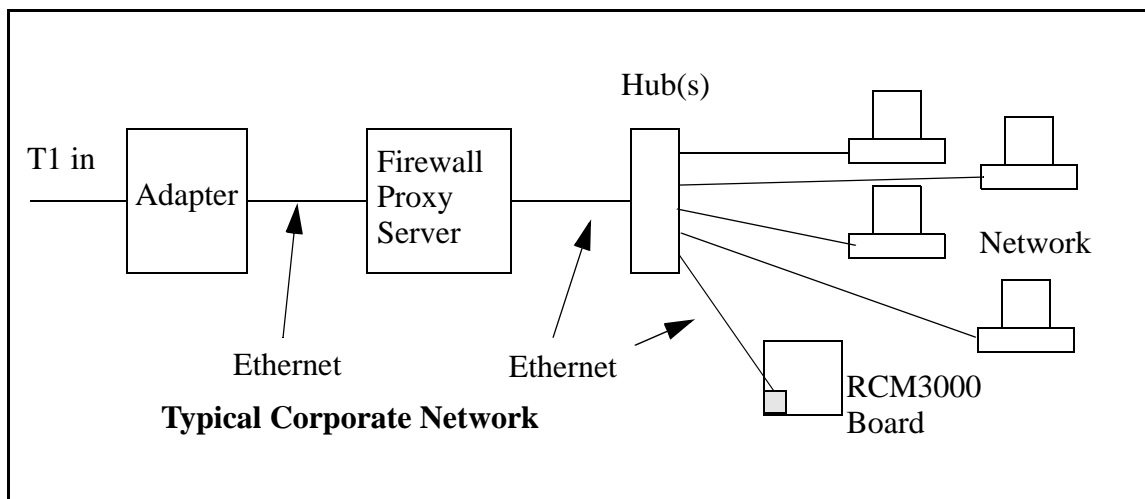 Hub(s)
T1 in
Adapter
Firewall
Proxy
Server
Network
Ethernet
Ethernet
RCM3000
Board
Typical Corporate Network